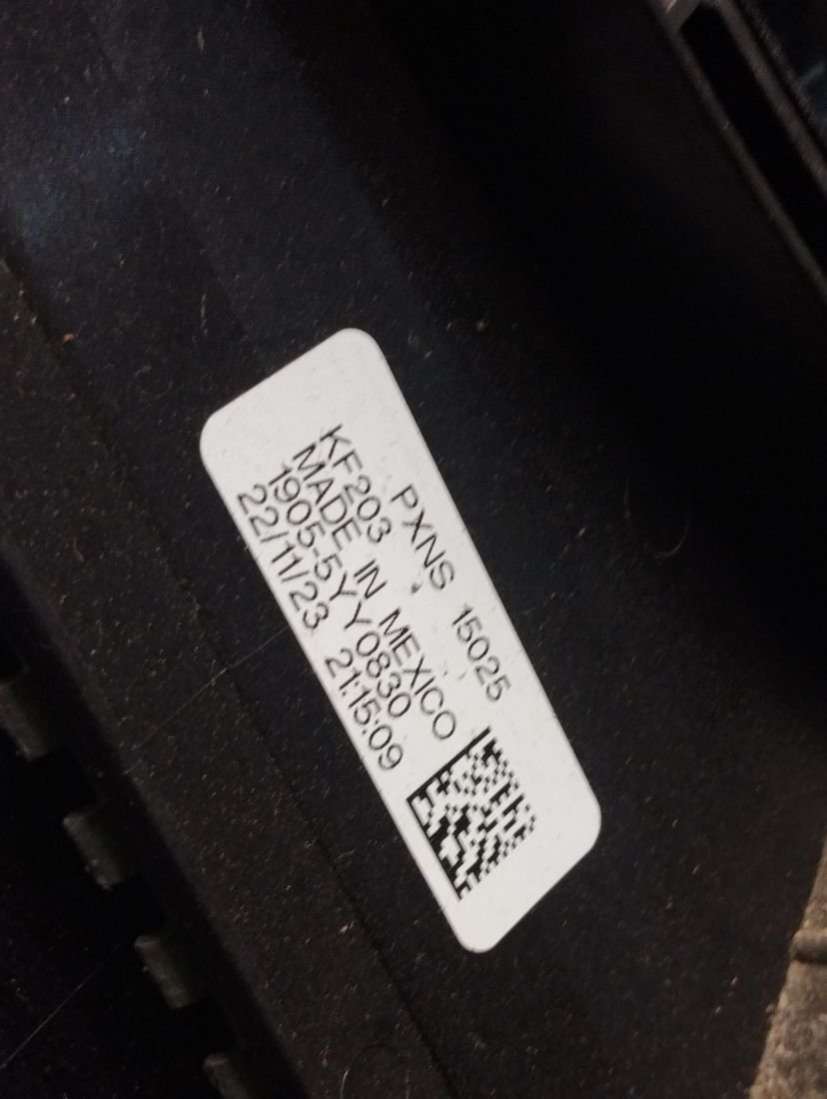 PXNS 15025
KF203
MADE IN MEXICO
1905-5YY0830
22/11/23 21:15:09